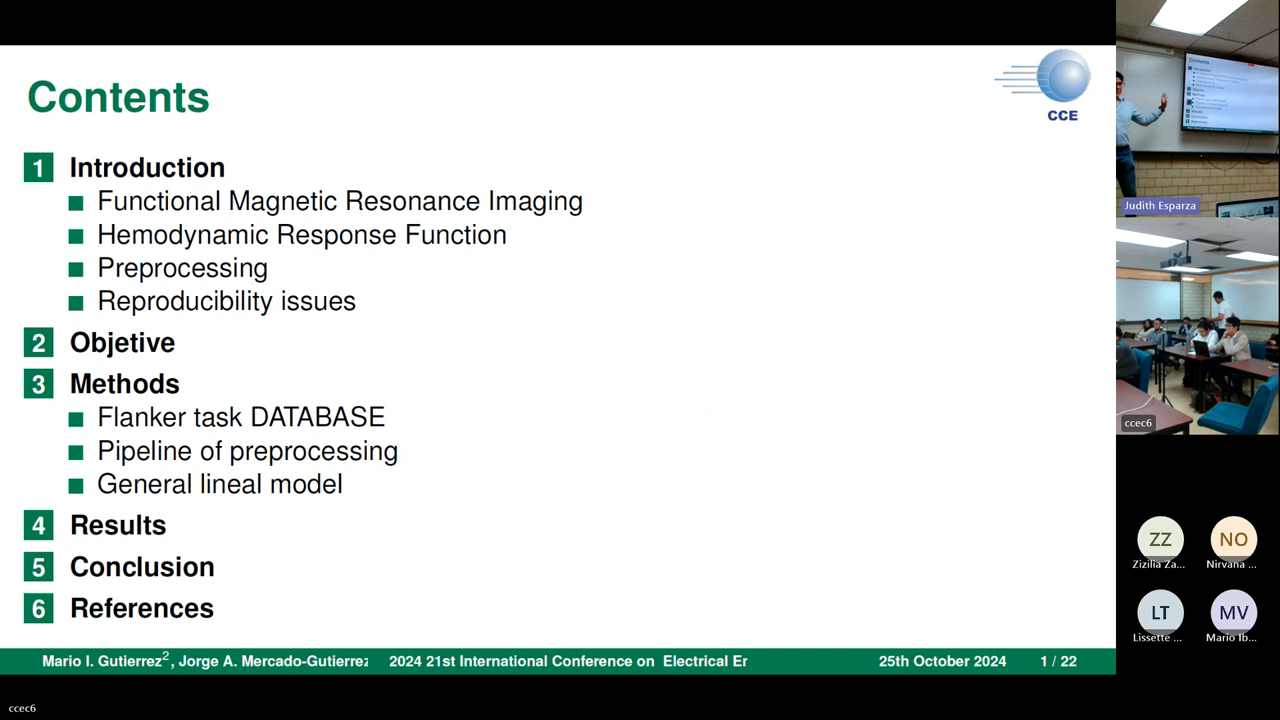 Contents
CCE
1 Introduction
Functional Magnetic Resonance Imaging
Hemodynamic Response Function
Preprocessing
Reproducibility issues
2 Objetive
3 Methods
Flanker task DATABASE
Pipeline of preprocessing
General lineal model
4 Results
5 Conclusion
6 References
Mario I. Gutierrez², Jorge A. Mercado-Gutierrez 2024 21st International Conference on Electrical Er 25th October 2024 1 / 22
ccec6
Judith Esparza
ccec6
ZZ NO
Zizilia Za... Nirvana ...
LT MV
Lissette ... Mario Ib...